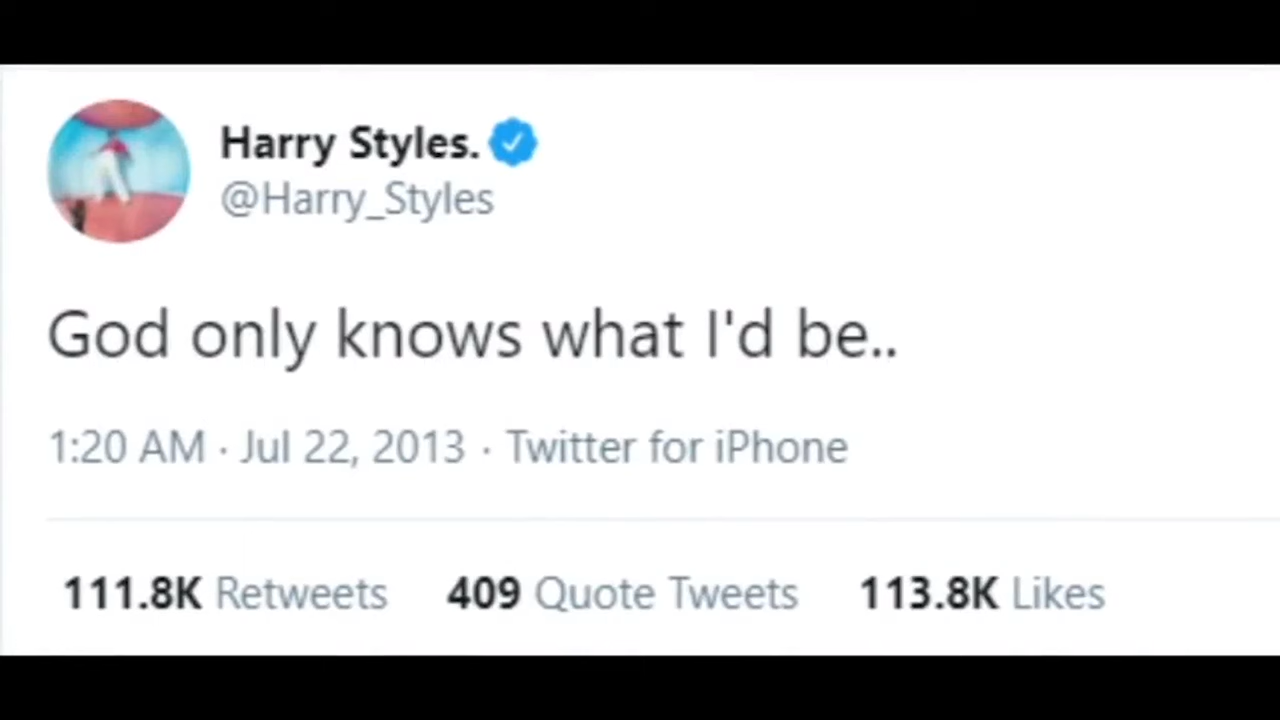 Harry Styles.
@Harry_Styles
God only knows what I'd be..
1:20 AM · Jul 22, 2013 · Twitter for iPhone
111.8K Retweets 409 Quote Tweets 113.8K Likes